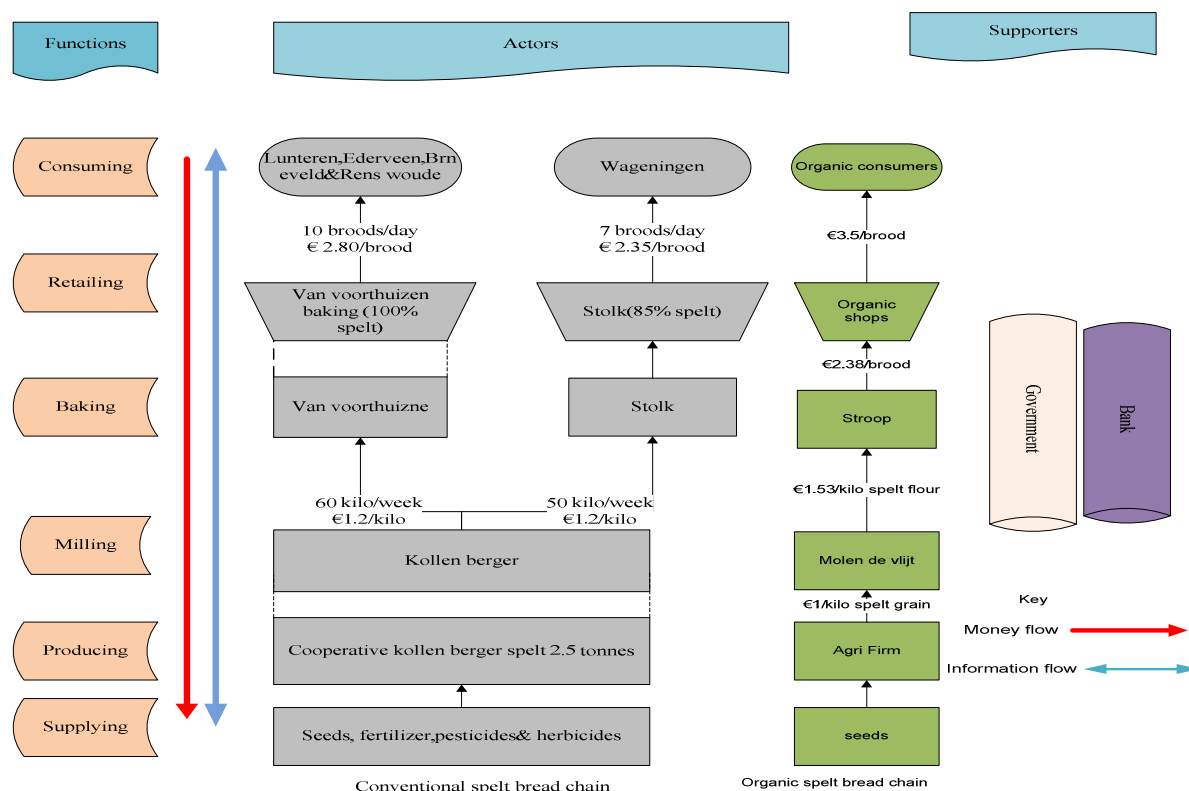 Functions
Actors
Supporters
Consuming
Lunteren,Ederveen,Brn
eveld&Rens woude
Wageningen
Organic consumers
10 broods/day
€ 2.80/brood
7 broods/day
€ 2.35/brood
€3.5/brood
Retailing
Van voorthuizen
baking (100%
spelt)
Stolk(85% spelt)
Organic
shops
€2.38/brood
Baking
Van voorthuizne
Stolk
Stroop
Government
Bank
60 kilo/week
€1.2/kilo
50 kilo/week
€1.2/kilo
€1.53/kilo spelt flour
Milling
Kollen berger
Molen de vlijt
€1/kilo spelt grain
Key
Money flow
Producing
Cooperative kollen berger spelt 2.5 tonnes
Agri Firm
Information flow
Supplying
Seeds, fertilizer,pesticides& herbicides
seeds
Conventional spelt bread chain
Organic spelt bread chain